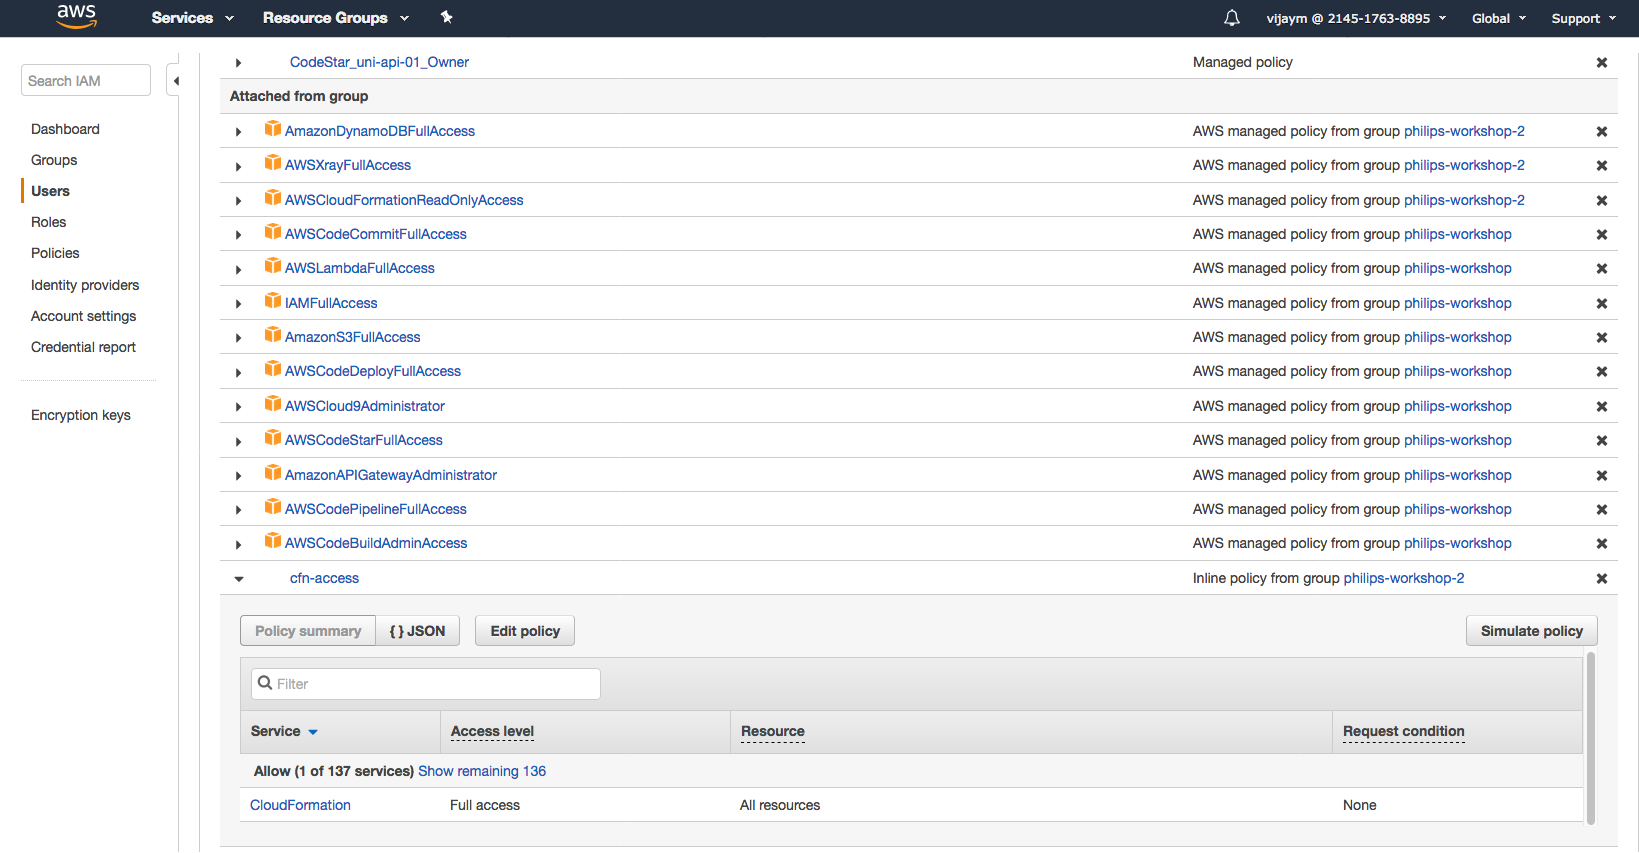 aws Services Resource Groups vijaym @ 2145-1763-8895 Global Support
Search IAM
Dashboard
Groups
Users
Roles
Policies
Identity providers
Account settings
Credential report
Encryption keys
CodeStar_uni-api-01_Owner Managed policy
Attached from group
AmazonDynamoDBFullAccess AWS managed policy from group philips-workshop-2
AWSXrayFullAccess AWS managed policy from group philips-workshop-2
AWSCloudFormationReadOnlyAccess AWS managed policy from group philips-workshop-2
AWSCodeCommitFullAccess AWS managed policy from group philips-workshop
AWSLambdaFullAccess AWS managed policy from group philips-workshop
IAMFullAccess AWS managed policy from group philips-workshop
AmazonS3FullAccess AWS managed policy from group philips-workshop
AWSCodeDeployFullAccess AWS managed policy from group philips-workshop
AWSCloud9Administrator AWS managed policy from group philips-workshop
AWSCodeStarFullAccess AWS managed policy from group philips-workshop
AmazonAPIGatewayAdministrator AWS managed policy from group philips-workshop
AWSCodePipelineFullAccess AWS managed policy from group philips-workshop
AWSCodeBuildAdminAccess AWS managed policy from group philips-workshop
cfn-access Inline policy from group philips-workshop-2
Policy summary { } JSON Edit policy Simulate policy
Filter
Service Access level Resource Request condition
Allow (1 of 137 services) Show remaining 136
CloudFormation Full access All resources None